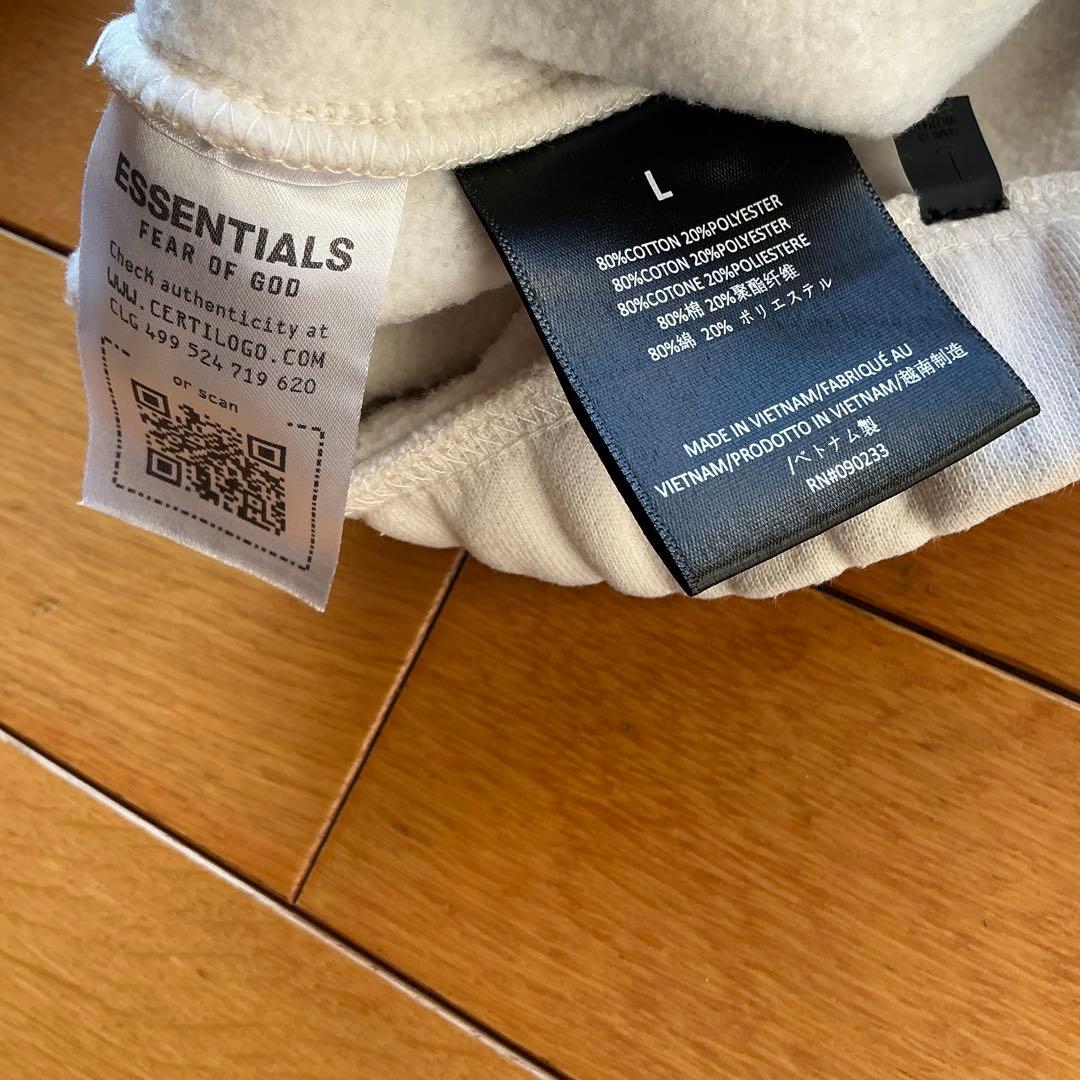 ESSENTIALS
FEAR OF GOD
Check authenticity at
WWW.CERTILOGO.COM
CLG 499 524 719 620
or scan
L
80%COTTON 20%POLYESTER
80%COTON 20%POLYESTER
80%COTONE 20%POLIESTERE
80%棉 20%聚酯纤维
80%綿 20% ポリエステル
MADE IN VIETNAM/FABRIQUÉ AU
VIETNAM/PRODOTTO IN VIETNAM/越南制造
/ベトナム製
RN#090233
L